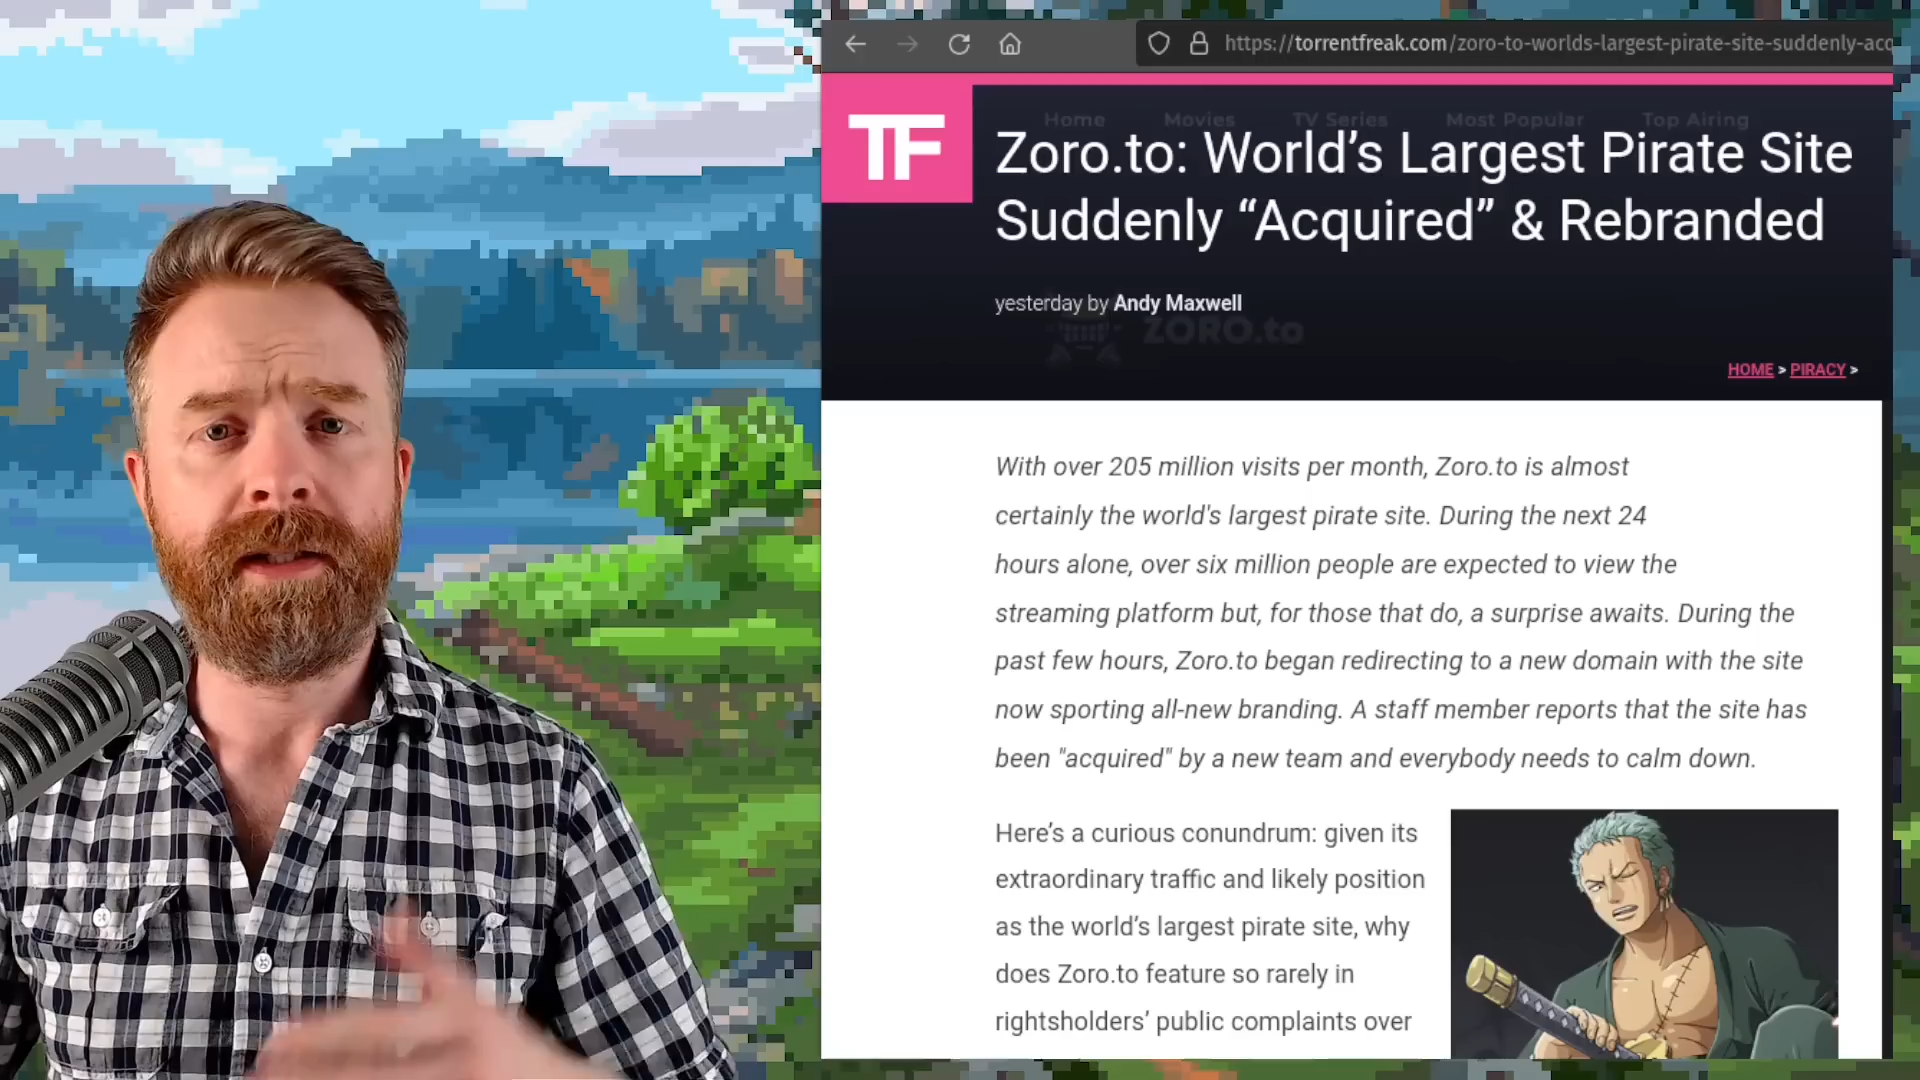 https://torrentfreak.com/zoro-to-worlds-largest-pirate-site-suddenly-acq
TF
Home Movies TV Series Most Popular Top Airing
Zoro.to: World’s Largest Pirate Site
Suddenly “Acquired” & Rebranded
yesterday by Andy Maxwell
ZORO.to
HOME > PIRACY >
With over 205 million visits per month, Zoro.to is almost
certainly the world's largest pirate site. During the next 24
hours alone, over six million people are expected to view the
streaming platform but, for those that do, a surprise awaits. During the
past few hours, Zoro.to began redirecting to a new domain with the site
now sporting all-new branding. A staff member reports that the site has
been "acquired" by a new team and everybody needs to calm down.
Here’s a curious conundrum: given its
extraordinary traffic and likely position
as the world’s largest pirate site, why
does Zoro.to feature so rarely in
rightsholders’ public complaints over